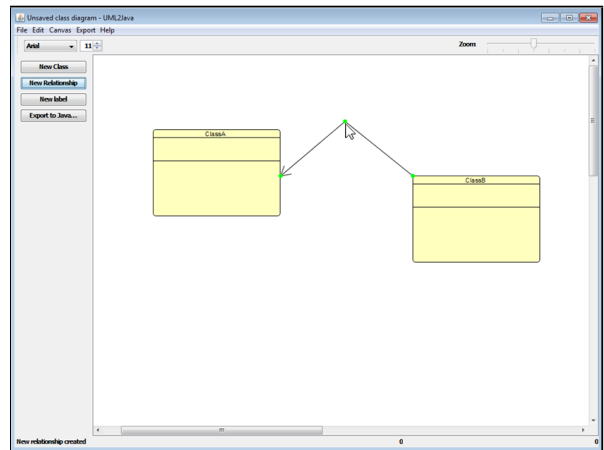 Unsaved class diagram - UML2Java
File Edit Canvas Export Help
Arial 11 Zoom
New Class
New Relationship
New label
Export to Java...
ClassA
ClassB
New relationship created 0 0